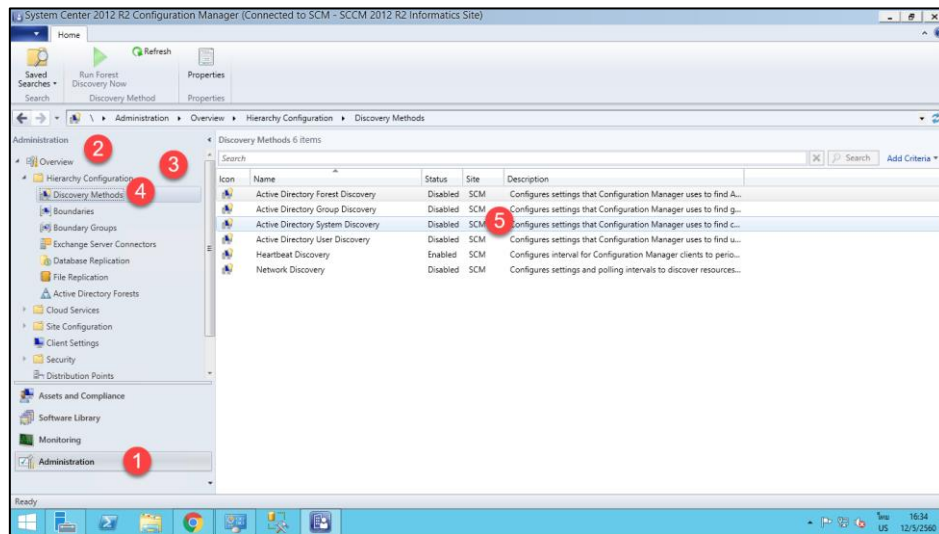 System Center 2012 R2 Configuration Manager (Connected to SCM - SCCM 2012 R2 Informatics Site)
Home
Saved Searches
Run Forest Discovery Now
Refresh
Properties
Search
Discovery Method
Properties
\ Administration Overview Hierarchy Configuration Discovery Methods
Administration
2
Overview
3
Hierarchy Configuration
Discovery Methods 4
Boundaries
Boundary Groups
Exchange Server Connectors
Database Replication
File Replication
Active Directory Forests
Cloud Services
Site Configuration
Client Settings
Security
Distribution Points
Assets and Compliance
Software Library
Monitoring
Administration 1
Discovery Methods 6 items
Search
Search Add Criteria
Icon Name Status Site Description
Active Directory Forest Discovery Disabled SCM Configures settings that Configuration Manager uses to find A...
Active Directory Group Discovery Disabled SCM Configures settings that Configuration Manager uses to find g...
Active Directory System Discovery Disabled SCM 5 Configures settings that Configuration Manager uses to find c...
Active Directory User Discovery Disabled SCM Configures settings that Configuration Manager uses to find u...
Heartbeat Discovery Enabled SCM Configures interval for Configuration Manager clients to perio...
Network Discovery Disabled SCM Configures settings and polling intervals to discover resources...
Ready
ไทย 16:34
US 12/5/2560